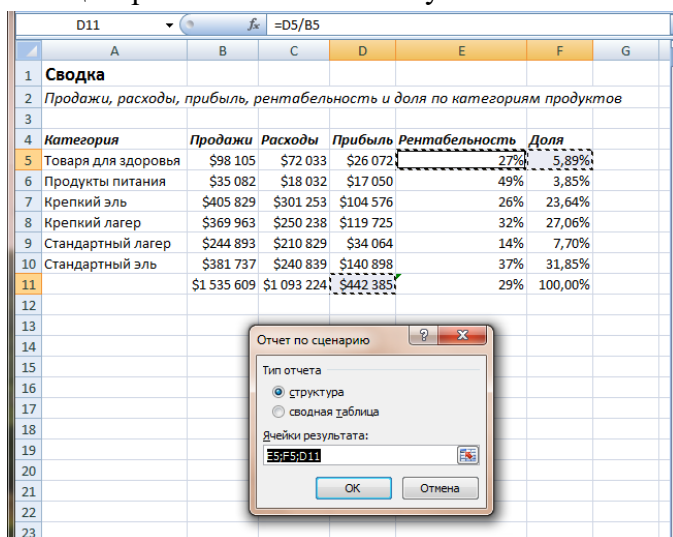 D11 fx =D5/B5
A B C D E F G
1 Сводка
2 Продажи, расходы, прибыль, рентабельность и доля по категориям продуктов
3
4 Категория Продажи Расходы Прибыль Рентабельность Доля
5 Товаря для здоровья $98 105 $72 033 $26 072 27% 5,89%
6 Продукты питания $35 082 $18 032 $17 050 49% 3,85%
7 Крепкий эль $405 829 $301 253 $104 576 26% 23,64%
8 Крепкий лагер $369 963 $250 238 $119 725 32% 27,06%
9 Стандартный лагер $244 893 $210 829 $34 064 14% 7,70%
10 Стандартный эль $381 737 $240 839 $140 898 37% 31,85%
11 $1 535 609 $1 093 224 $442 385 29% 100,00%
12
13
14
15
16
17
18
19
20
21
22
23
Отчет по сценарию
Тип отчета
структура
сводная таблица
Ячейки результата:
E5;F5;D11
ОК Отмена